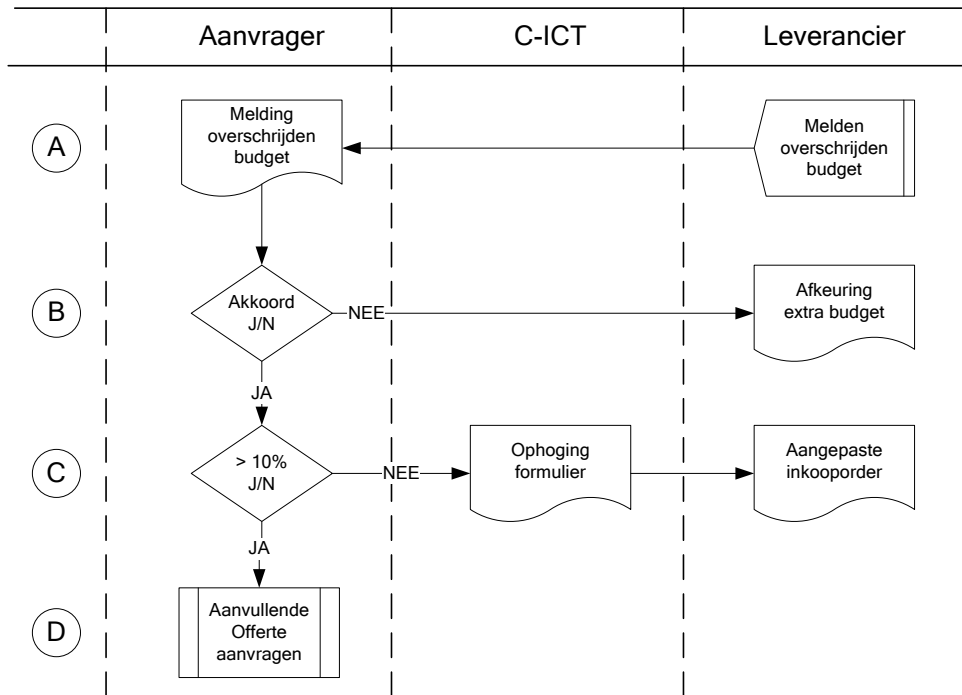 Aanvrager
C-ICT
Leverancier
A
Melding
overschrijden
budget
Melden
overschrijden
budget
B
Akkoord
J/N
NEE
Afkeuring
extra budget
JA
C
> 10%
J/N
NEE
Ophoging
formulier
Aangepaste
inkooporder
JA
D
Aanvullende
Offerte
aanvragen